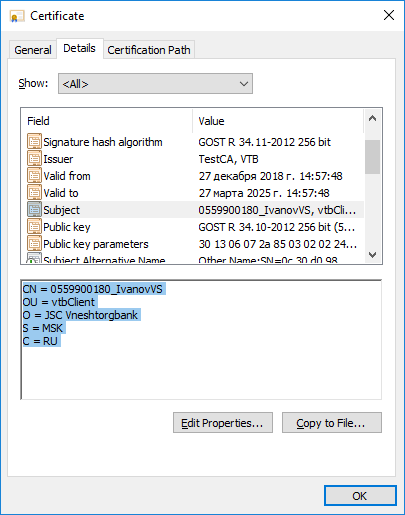 Certificate
General Details Certification Path
Show: <All>
Field Value
Signature hash algorithm GOST R 34.11-2012 256 bit
Issuer TestCA, VTB
Valid from 27 декабря 2018 г. 14:57:48
Valid to 27 марта 2025 г. 14:57:48
Subject 0559900180_IvanovVS, vtbCli...
Public key GOST R 34.10-2012 256 bit (5...
Public key parameters 30 13 06 07 2a 85 03 02 02 24...
Subject Alternative Name Other Name:SN=0c 30 d0 98
CN = 0559900180_IvanovVS
OU = vtbClient
O = JSC Vneshtorgbank
S = MSK
C = RU
Edit Properties... Copy to File...
OK